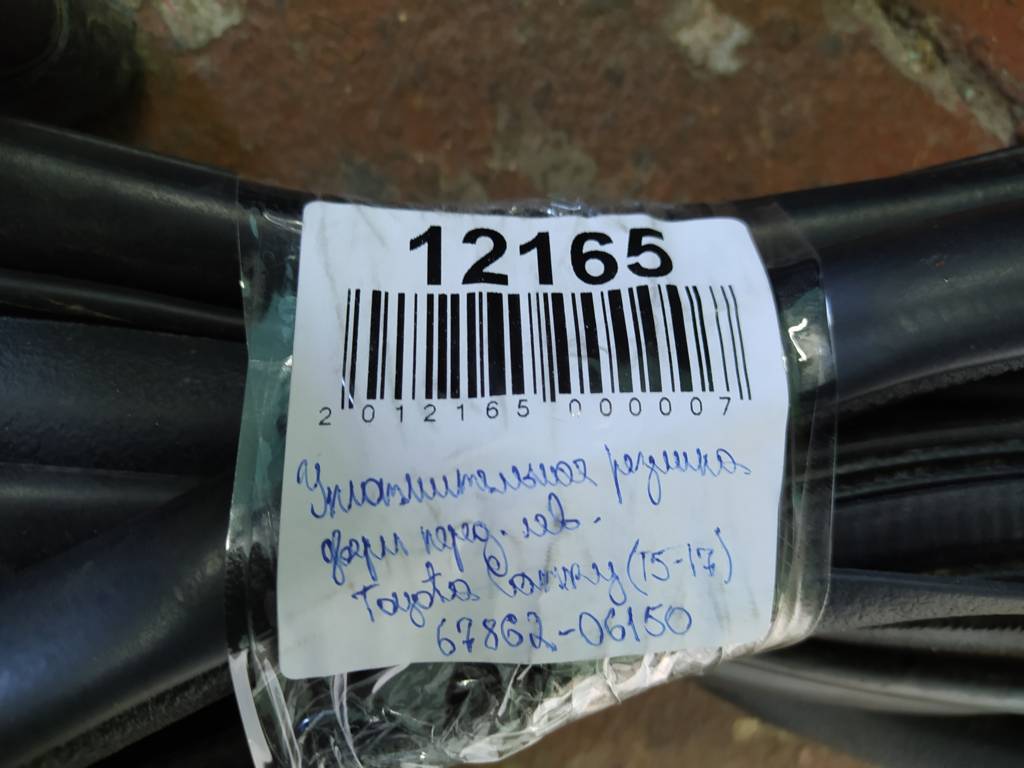 12165
2 012165 000007
Уплотнительная резинка
двери перед. лев.
Toyota Camry (15-17)
67862-06150